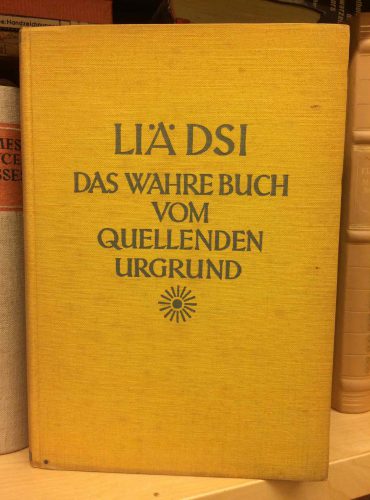 LIÄ DSI
DAS WAHRE BUCH
VOM
QUELLENDEN
URGRUND